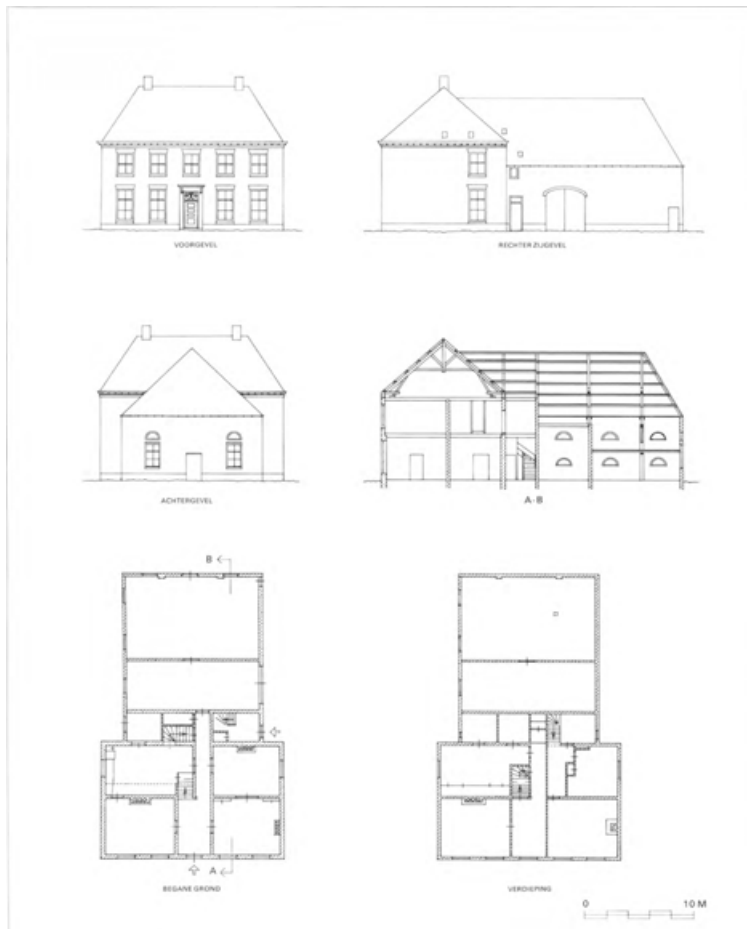 VOORGEVEL
RECHTER ZIJGEVEL
ACHTERGEVEL
A-B
B
A
BEGANE GROND
VERDIEPING
0 10 M